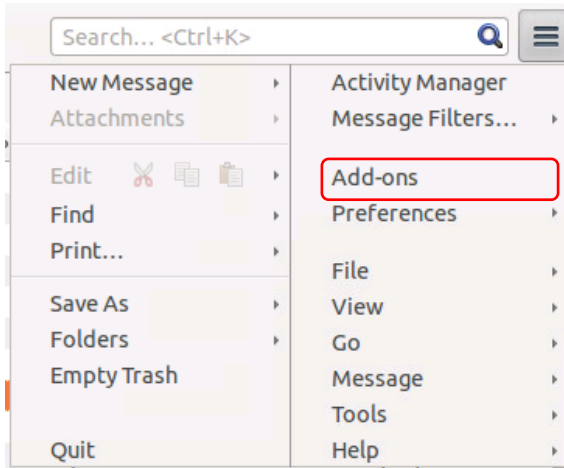 Search... <Ctrl+K>
New Message
Attachments
Edit
Find
Print...
Save As
Folders
Empty Trash
Quit
Activity Manager
Message Filters...
Add-ons
Preferences
File
View
Go
Message
Tools
Help